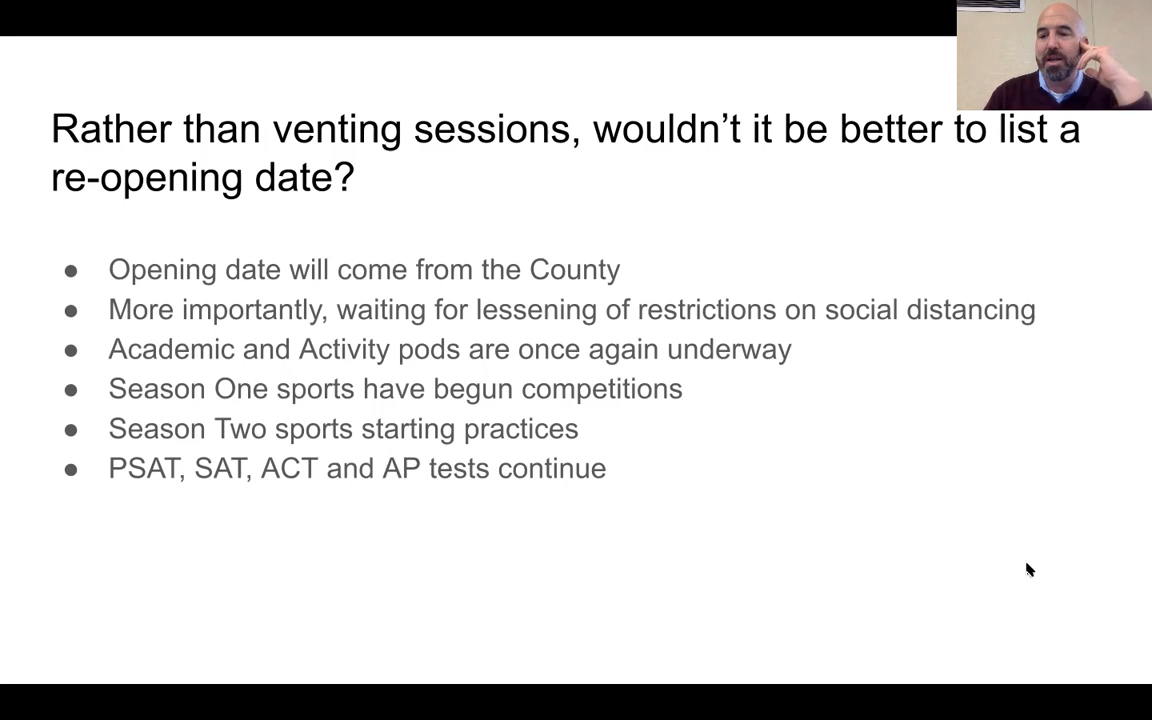 Rather than venting sessions, wouldn’t it be better to list a
re-opening date?
● Opening date will come from the County
● More importantly, waiting for lessening of restrictions on social distancing
● Academic and Activity pods are once again underway
● Season One sports have begun competitions
● Season Two sports starting practices
● PSAT, SAT, ACT and AP tests continue